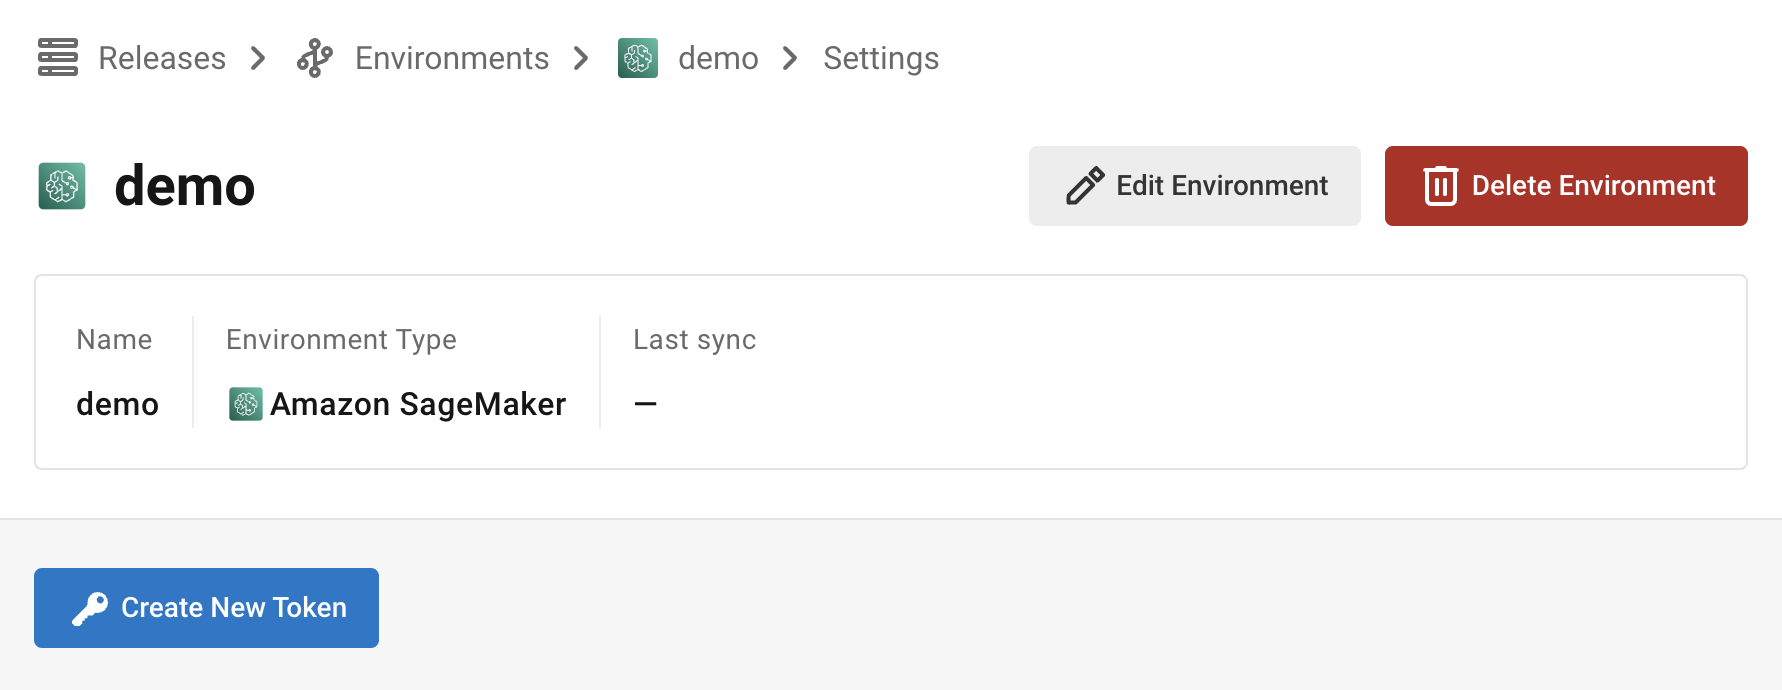 Releases > Environments > demo > Settings
demo
Edit Environment
Delete Environment
Name
Environment Type
Last sync
demo
Amazon SageMaker
—
Create New Token